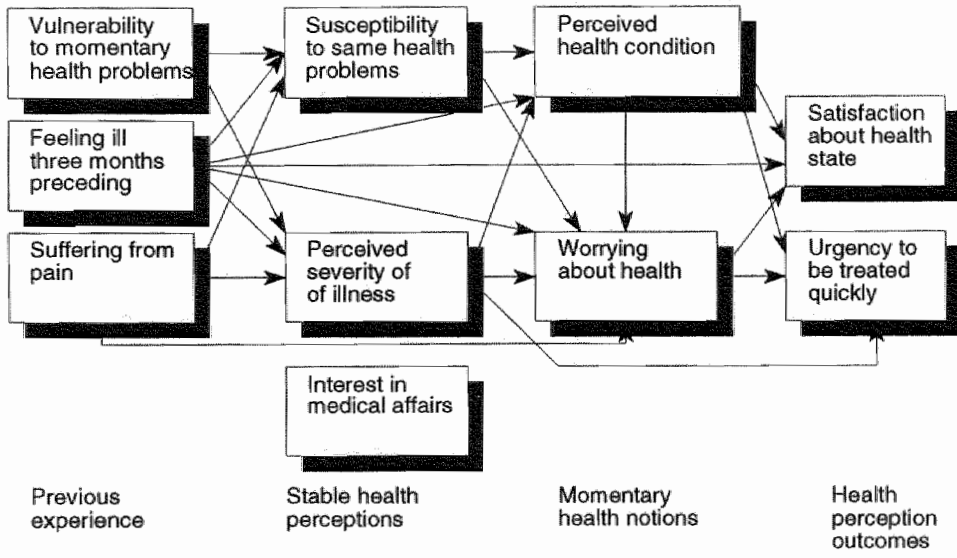 Vulnerability
to momentary
health problems
Susceptibility
to same health
problems
Perceived
health condition
Feeling ill
three months
preceding
Satisfaction
about health
state
Suffering from
pain
Perceived
severity of
of illness
Worrying
about health
Urgency to
be treated
quickly
Interest in
medical affairs
Previous
experience
Stable health
perceptions
Momentary
health notions
Health
perception
outcomes